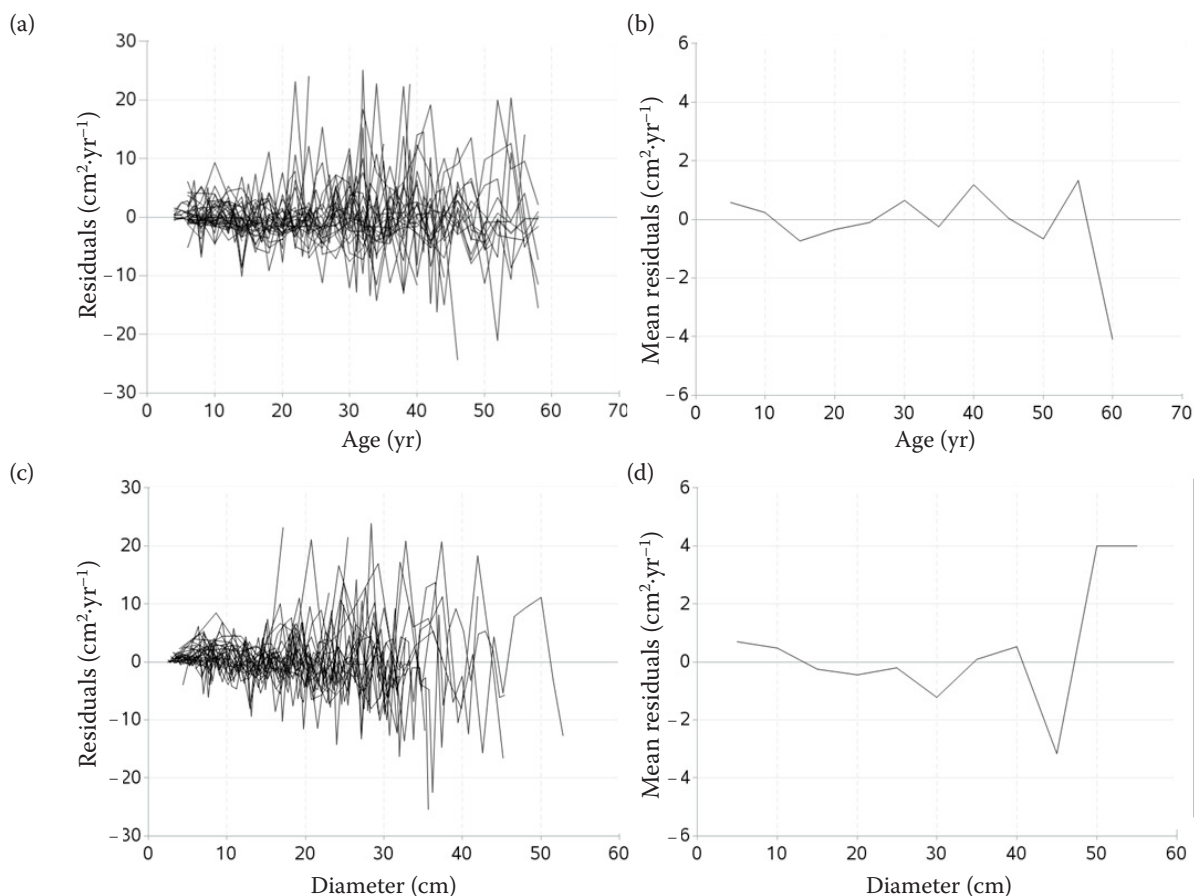 (a)
30
20
10
0
–10
–20
–30
Residuals (cm²·yr⁻¹)
0 10 20 30 40 50 60 70
Age (yr)
(b)
6
4
2
0
–2
–4
–6
Mean residuals (cm²·yr⁻¹)
0 10 20 30 40 50 60 70
Age (yr)
(c)
30
20
10
0
–10
–20
–30
Residuals (cm²·yr⁻¹)
0 10 20 30 40 50 60
Diameter (cm)
(d)
6
4
2
0
–2
–4
–6
Mean residuals (cm²·yr⁻¹)
0 10 20 30 40 50 60
Diameter (cm)